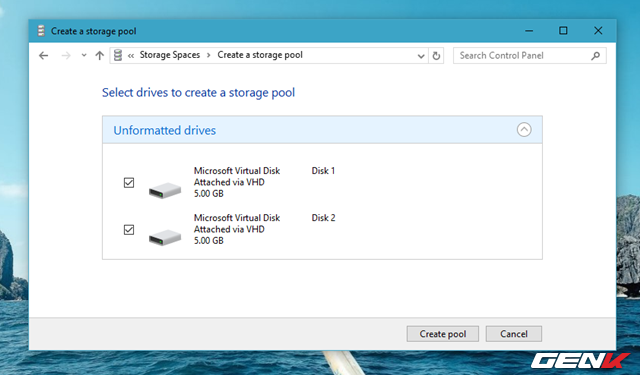 Create a storage pool
« Storage Spaces > Create a storage pool
Search Control Panel
Select drives to create a storage pool
Unformatted drives
Microsoft Virtual Disk Disk 1
Attached via VHD
5.00 GB
Microsoft Virtual Disk Disk 2
Attached via VHD
5.00 GB
Create pool Cancel
GENK